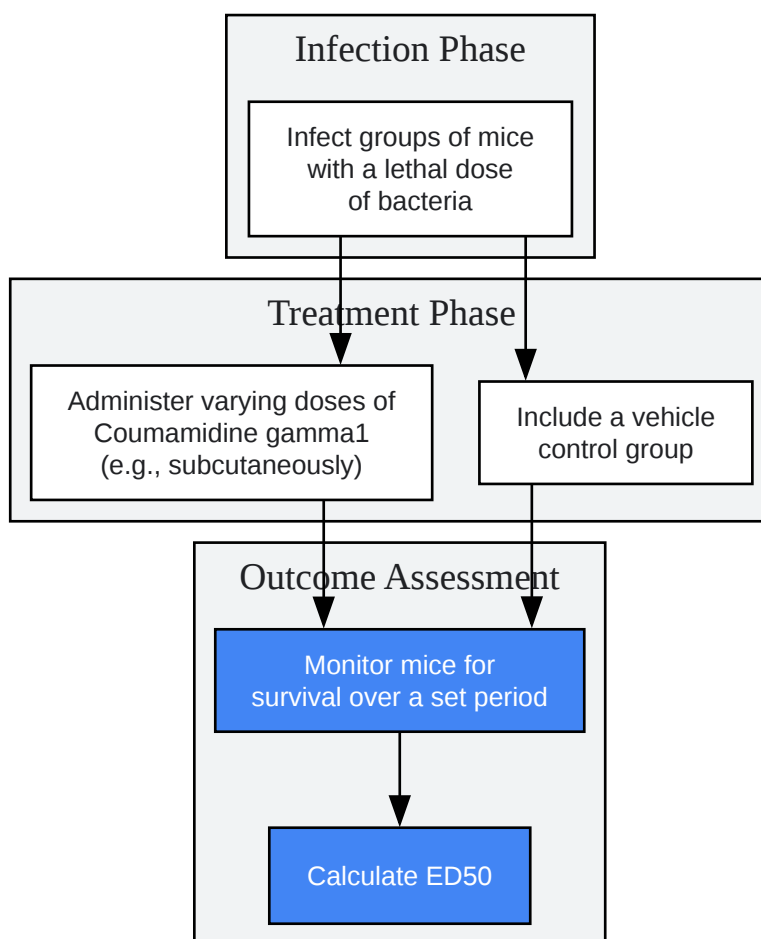 Infection Phase
Infect groups of mice
with a lethal dose
of bacteria
Treatment Phase
Administer varying doses of
Coumamidine gamma1
(e.g., subcutaneously)
Include a vehicle
control group
Outcome Assessment
Monitor mice for
survival over a set period
Calculate ED50